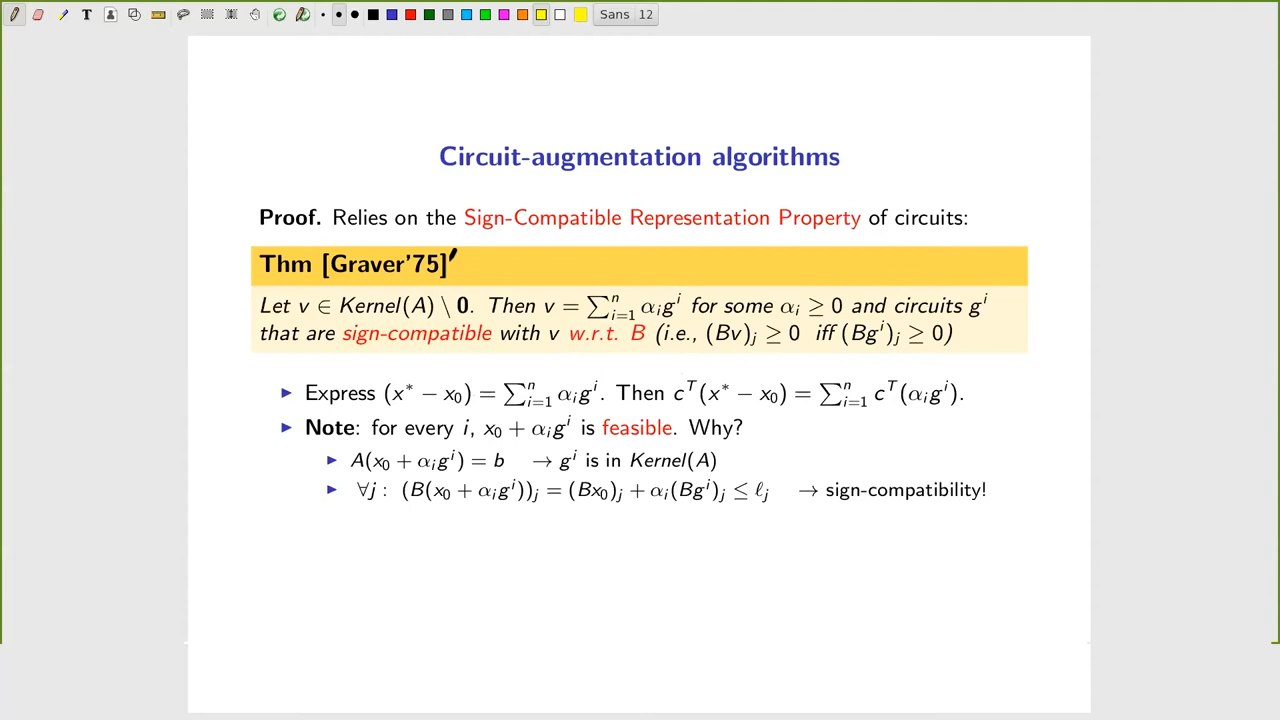 T Sans 12
Circuit-augmentation algorithms
Proof. Relies on the Sign-Compatible Representation Property of circuits:
Thm [Graver'75]
Let v ∈ Kernel(A) \ 0. Then v = ∑ⁿᵢ₌₁ αᵢgⁱ for some αᵢ ≥ 0 and circuits gⁱ
that are sign-compatible with v w.r.t. B (i.e., (Bv)ⱼ ≥ 0 iff (Bgⁱ)ⱼ ≥ 0)
▶ Express (x* − x₀) = ∑ⁿᵢ₌₁ αᵢgⁱ. Then cᵀ(x* − x₀) = ∑ⁿᵢ₌₁ cᵀ(αᵢgⁱ).
▶ Note: for every i, x₀ + αᵢgⁱ is feasible. Why?
▶ A(x₀ + αᵢgⁱ) = b → gⁱ is in Kernel(A)
▶ ∀j : (B(x₀ + αᵢgⁱ))ⱼ = (Bx₀)ⱼ + αᵢ(Bgⁱ)ⱼ ≤ ℓⱼ → sign-compatibility!